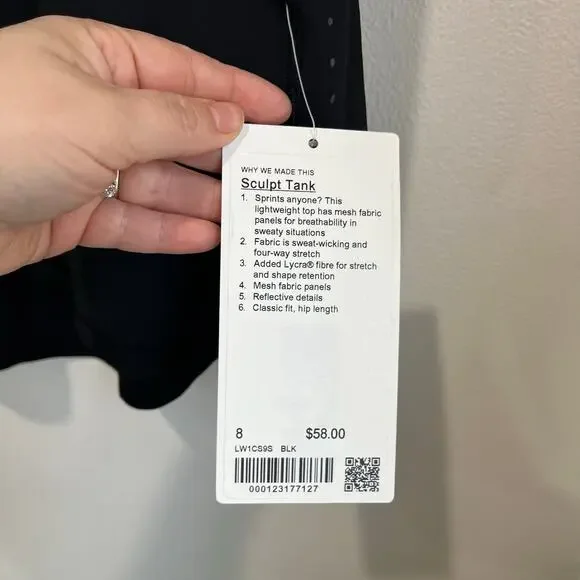 WHY WE MADE THIS
Sculpt Tank
1. Sprints anyone? This
lightweight top has mesh fabric
panels for breathability in
sweaty situations
2. Fabric is sweat-wicking and
four-way stretch
3. Added Lycra® fibre for stretch
and shape retention
4. Mesh fabric panels
5. Reflective details
6. Classic fit, hip length
8 $58.00
LW1CS9S BLK
000123177127